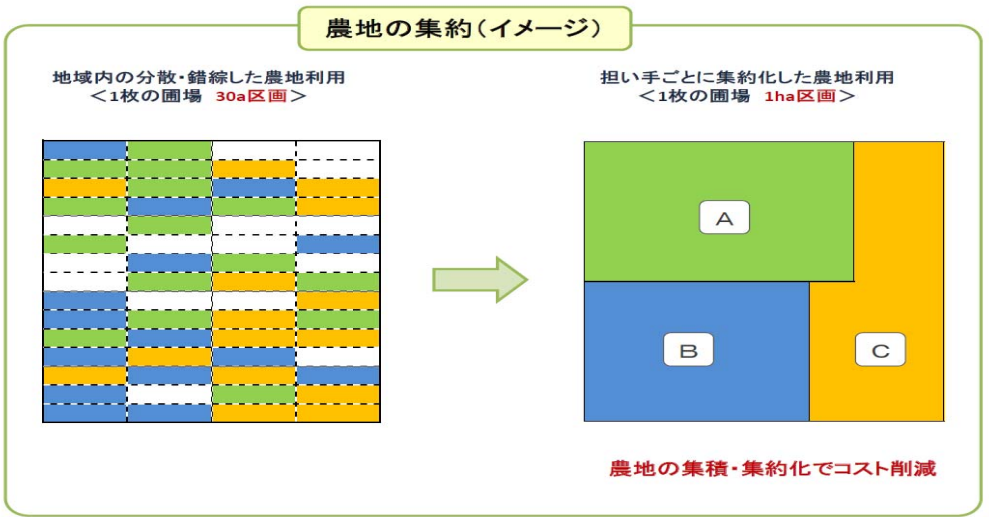 農地の集約(イメージ)
地域内の分散・錯綜した農地利用
＜1枚の圃場 30a区画＞
担い手ごとに集約化した農地利用
＜1枚の圃場 1ha区画＞
A
B
C
農地の集積・集約化でコスト削減